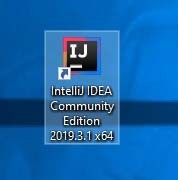 IJ
IntelliJ IDEA
Community
Edition
2019.3.1 x64